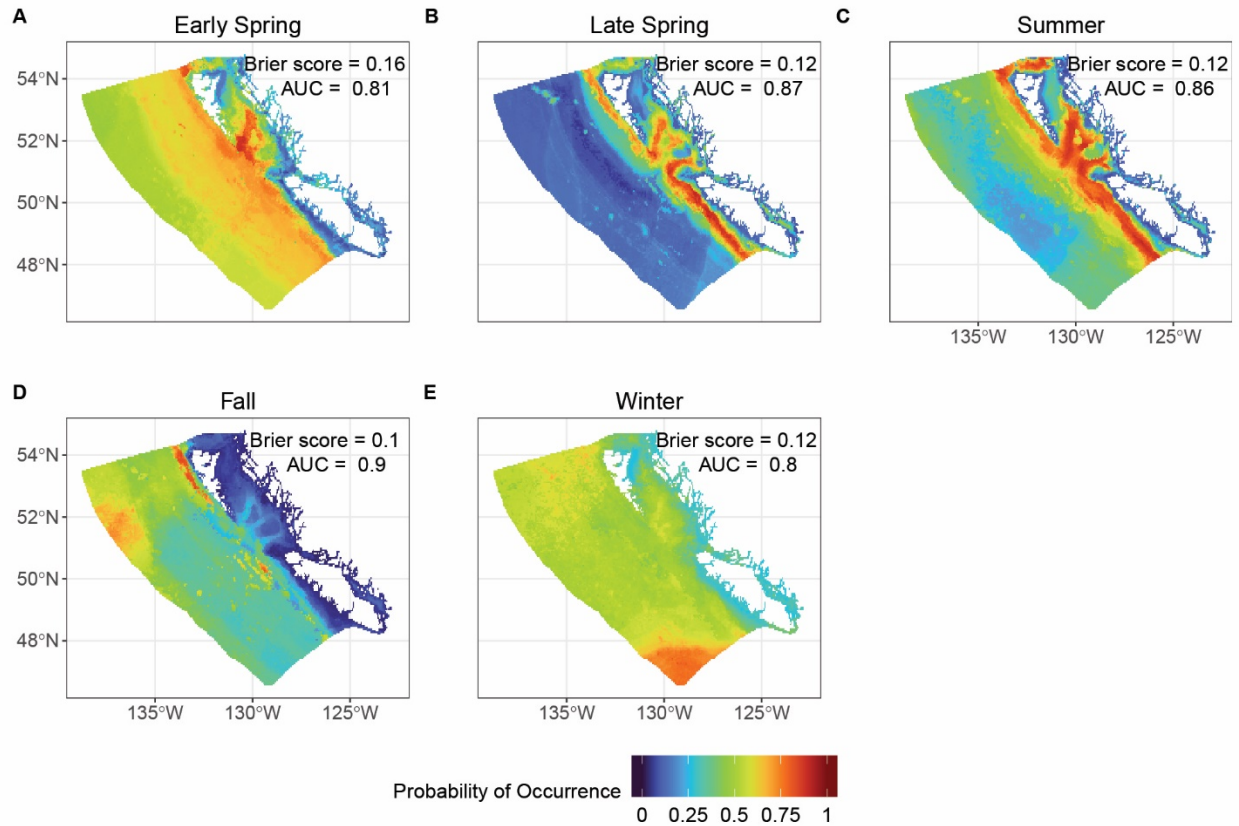 A
Early Spring
Brier score = 0.16
AUC = 0.81
54°N
52°N
50°N
48°N
B
Late Spring
Brier score = 0.12
AUC = 0.87
C
Summer
Brier score = 0.12
AUC = 0.86
135°W 130°W 125°W
D
Fall
Brier score = 0.1
AUC = 0.9
54°N
52°N
50°N
48°N
135°W 130°W 125°W
E
Winter
Brier score = 0.12
AUC = 0.8
135°W 130°W 125°W
Probability of Occurrence
0 0.25 0.5 0.75 1